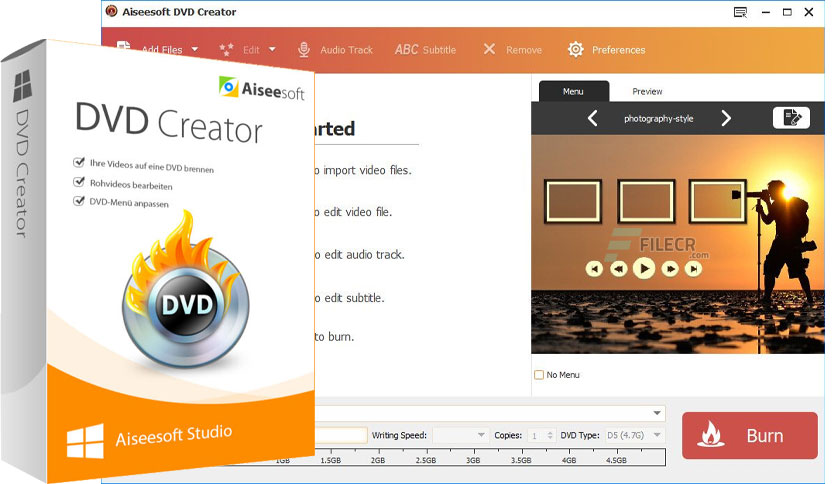 Aiseesoft DVD Creator
Add Files Edit Audio Track ABC Subtitle Remove Preferences
Aiseesoft
DVD Creator
DVD Creator
Ihre Videos auf eine DVD brennen
Rohvideos bearbeiten
DVD-Menü anpassen
DVD
Aiseesoft Studio
arted
o import video files.
o edit video file.
o edit audio track.
o edit subtitle.
to burn.
Menu Preview
photography-style
FILECR
.com
No Menu
Writing Speed: Copies: 1 DVD Type: D5 (4.7G)
1GB 1.5GB 2GB 2.5GB 3GB 3.5GB 4GB 4.5GB
Burn